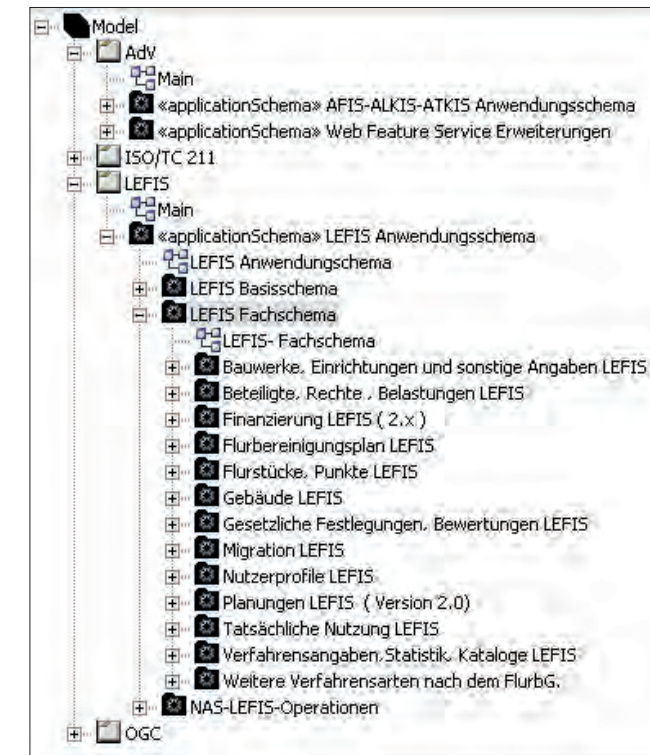 Model
AdV
Main
«applicationSchema» AFIS-ALKIS-ATKIS Anwendungsschema
«applicationSchema» Web Feature Service Erweiterungen
ISO/TC 211
LEFIS
Main
«applicationSchema» LEFIS Anwendungsschema
LEFIS Anwendungschema
LEFIS Basisschema
LEFIS Fachschema
LEFIS- Fachschema
Bauwerke, Einrichtungen und sonstige Angaben LEFIS
Beteiligte, Rechte , Belastungen LEFIS
Finanzierung LEFIS ( 2.x )
Flurbereinigungsplan LEFIS
Flurstücke, Punkte LEFIS
Gebäude LEFIS
Gesetzliche Festlegungen, Bewertungen LEFIS
Migration LEFIS
Nutzerprofile LEFIS
Planungen LEFIS ( Version 2.0)
Tatsächliche Nutzung LEFIS
Verfahrensangaben,Statistik, Kataloge LEFIS
Weitere Verfahrensarten nach dem FlurbG.
NAS-LEFIS-Operationen
OGC